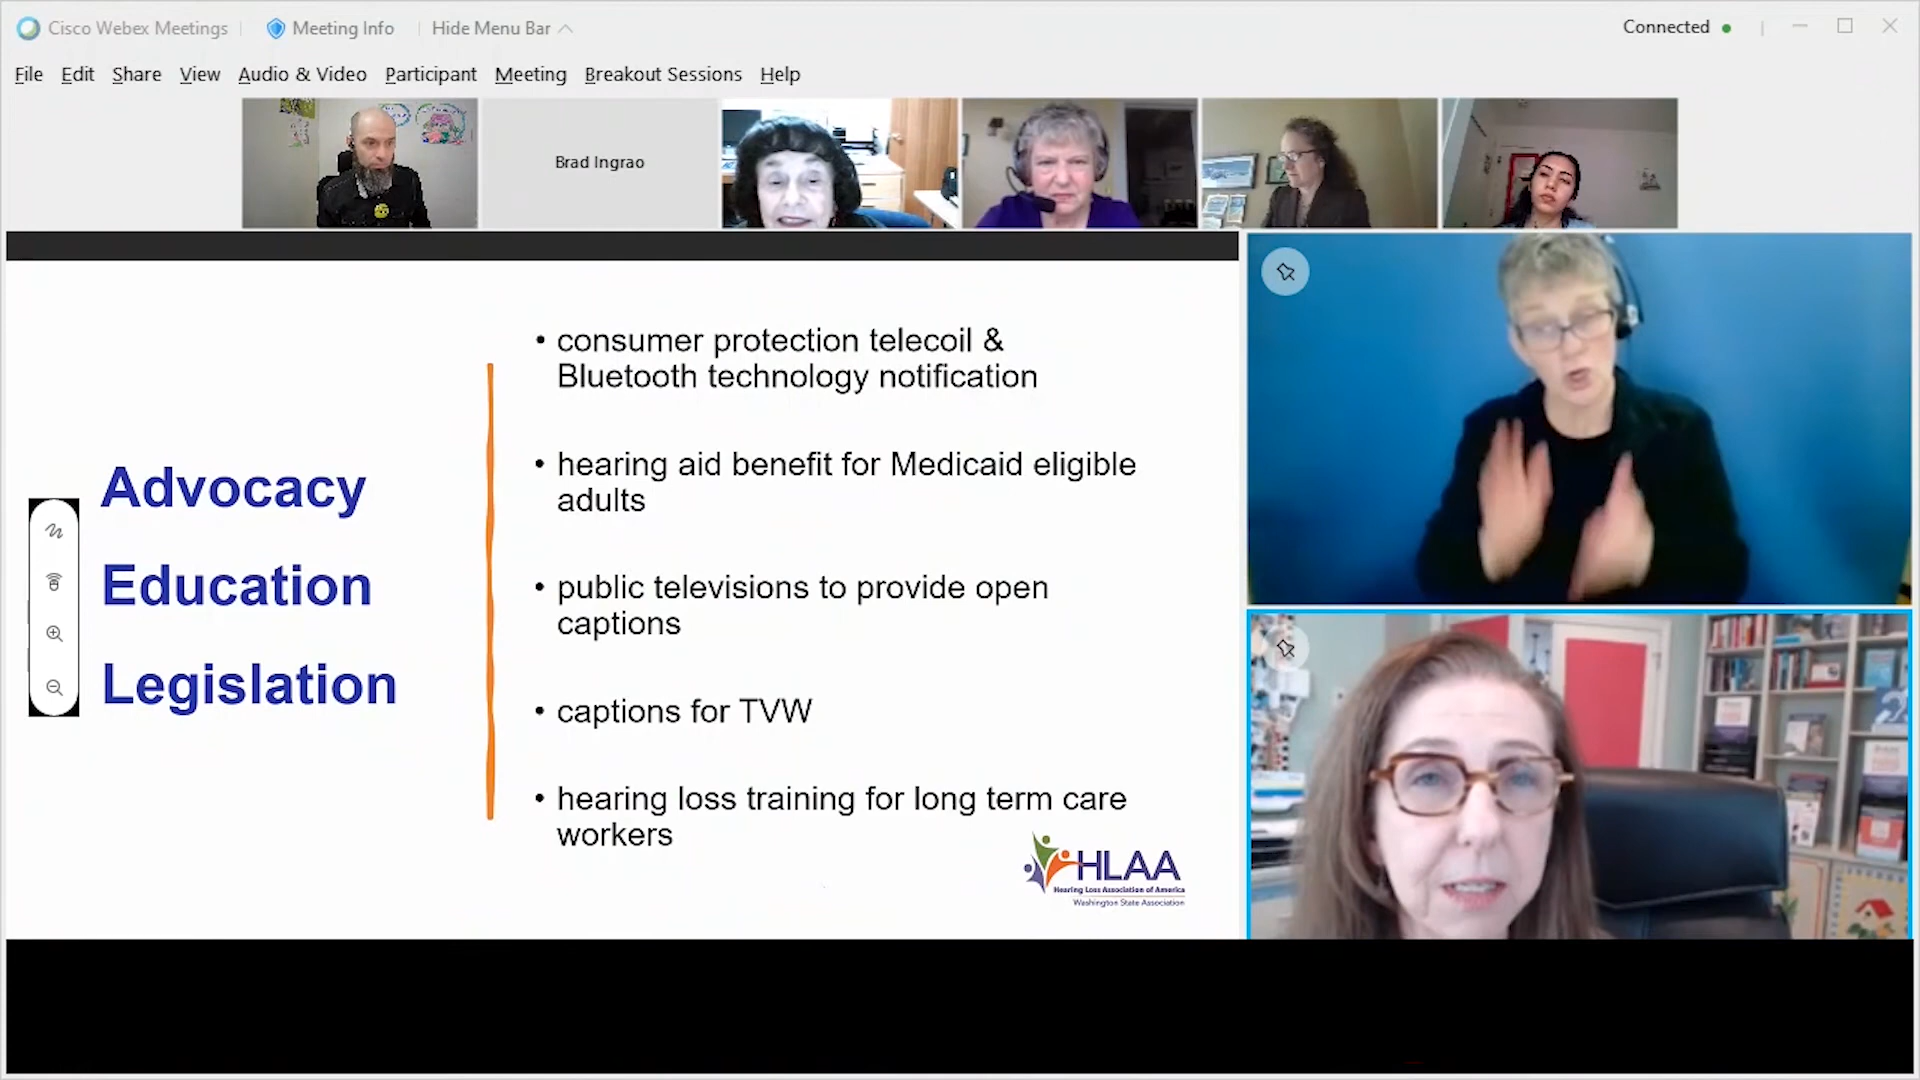 Cisco Webex Meetings
Meeting Info
Hide Menu Bar
Connected
File Edit Share View Audio & Video Participant Meeting Breakout Sessions Help
Brad Ingrao
Advocacy
Education
Legislation
• consumer protection telecoil &
Bluetooth technology notification
• hearing aid benefit for Medicaid eligible
adults
• public televisions to provide open
captions
• captions for TVW
• hearing loss training for long term care
workers
HLAA
Hearing Loss Association of America
Washington State Association